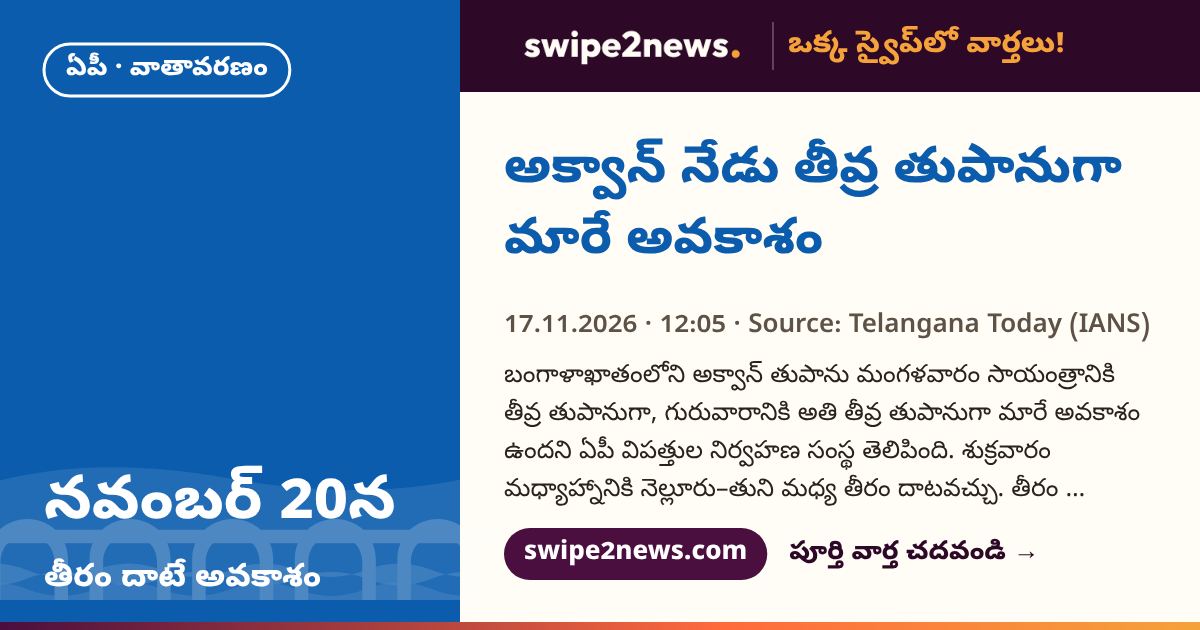 ఏపీ · వాతావరణం
నవంబర్ 20న
తీరం దాటే అవకాశం
swipe2news. ఒక్క స్వైప్‌లో వార్తలు!
అక్వాన్ నేడు తీవ్ర తుపానుగా
మారే అవకాశం
17.11.2026 · 12:05 · Source: Telangana Today (IANS)
బంగాళాఖాతంలోని అక్వాన్ తుపాను మంగళవారం సాయంత్రానికి
తీవ్ర తుపానుగా, గురువారానికి అతి తీవ్ర తుపానుగా మారే అవకాశం
ఉందని ఏపీ విపత్తుల నిర్వహణ సంస్థ తెలిపింది. శుక్రవారం
మధ్యాహ్నానికి నెల్లూరు–తుని మధ్య తీరం దాటవచ్చు. తీరం ...
swipe2news.com పూర్తి వార్త చదవండి →